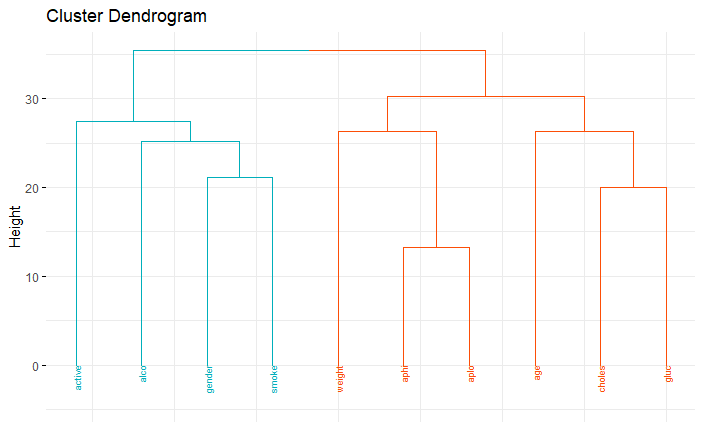 Cluster Dendrogram
Height
30
20
10
0
active
alco
gender
smoke
weight
aphi
aplo
age
choles
gluc